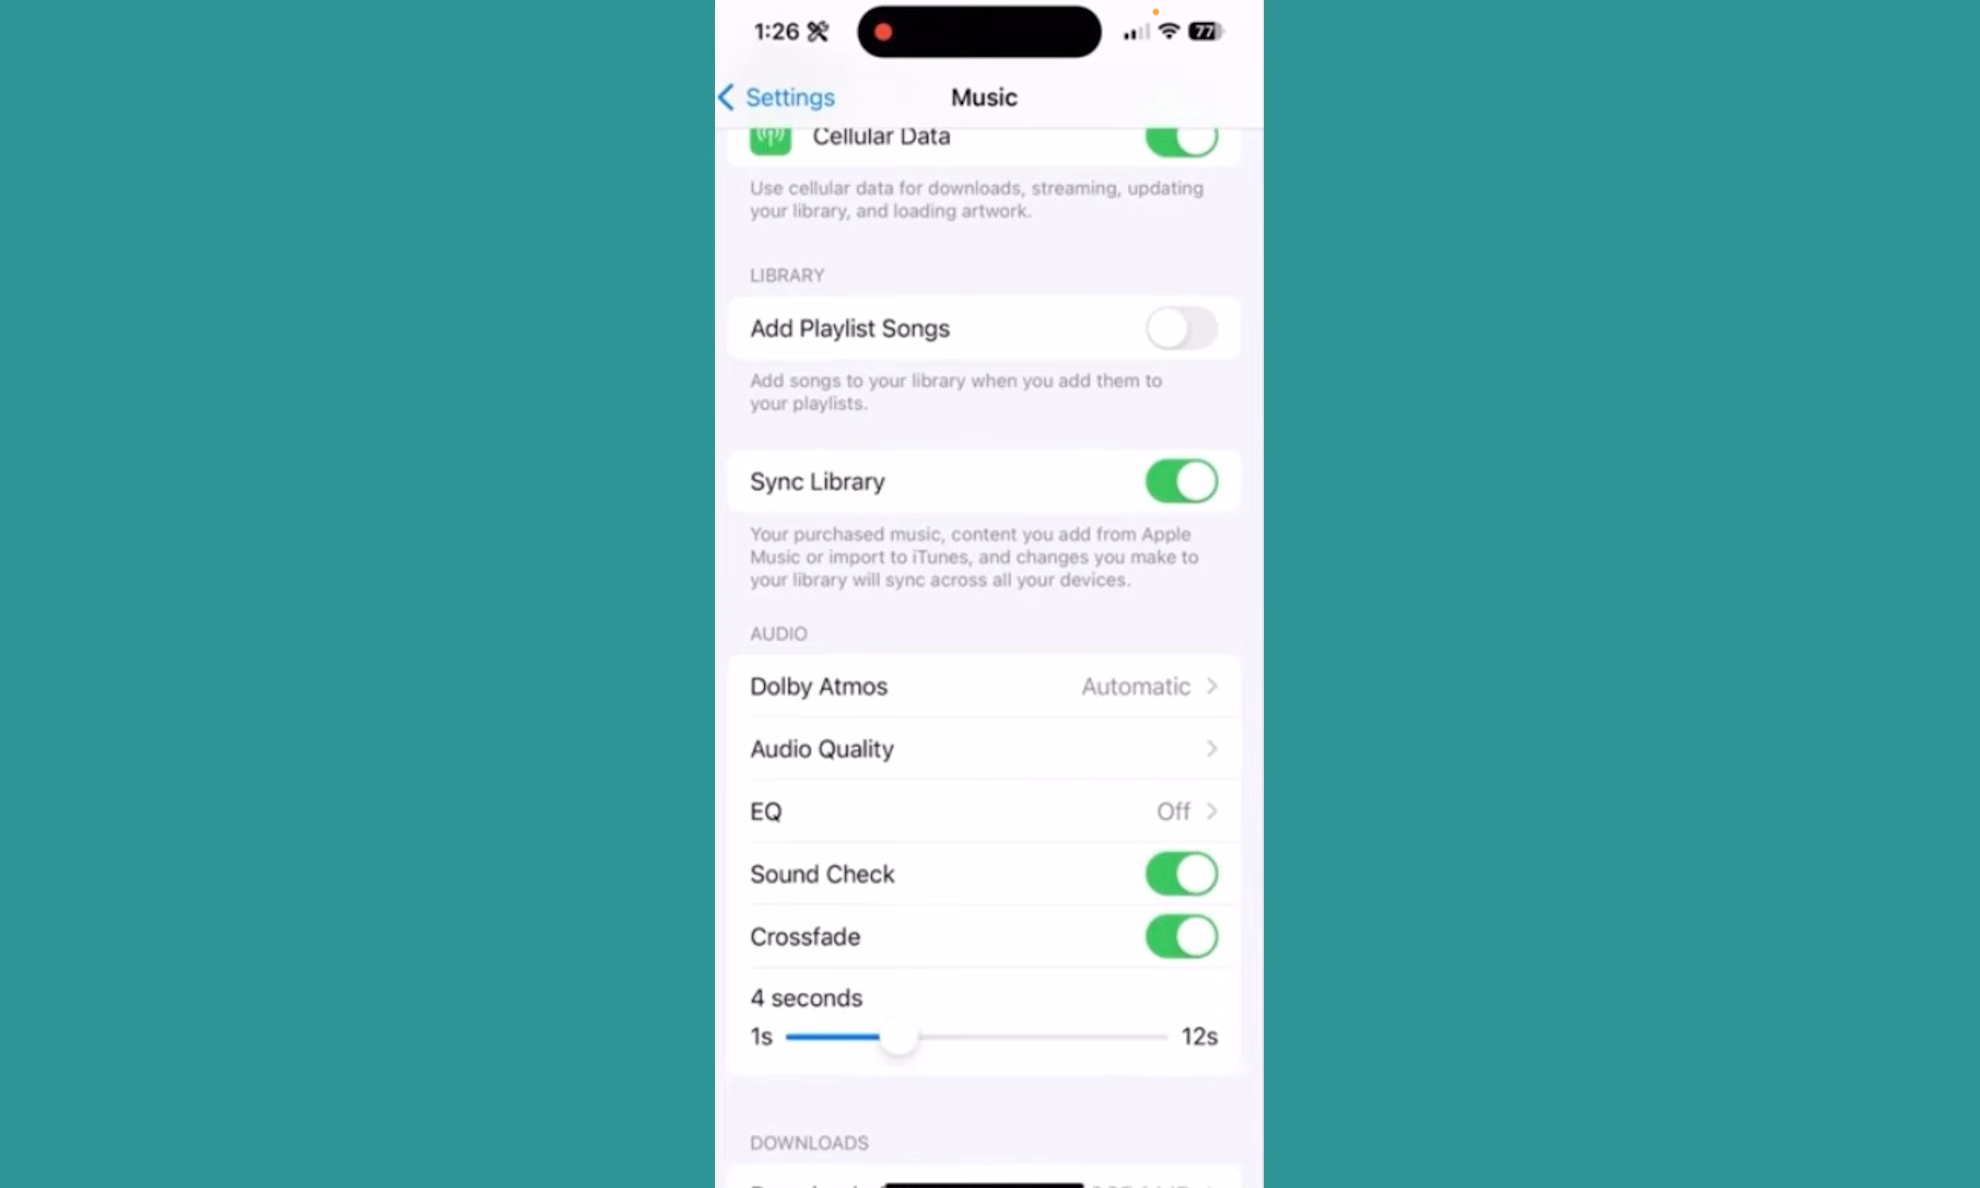 1:26
77
Settings
Music
Cellular Data
Use cellular data for downloads, streaming, updating
your library, and loading artwork.
LIBRARY
Add Playlist Songs
Add songs to your library when you add them to
your playlists.
Sync Library
Your purchased music, content you add from Apple
Music or import to iTunes, and changes you make to
your library will sync across all your devices.
AUDIO
Dolby Atmos Automatic
Audio Quality
EQ Off
Sound Check
Crossfade
4 seconds
1s 12s
DOWNLOADS